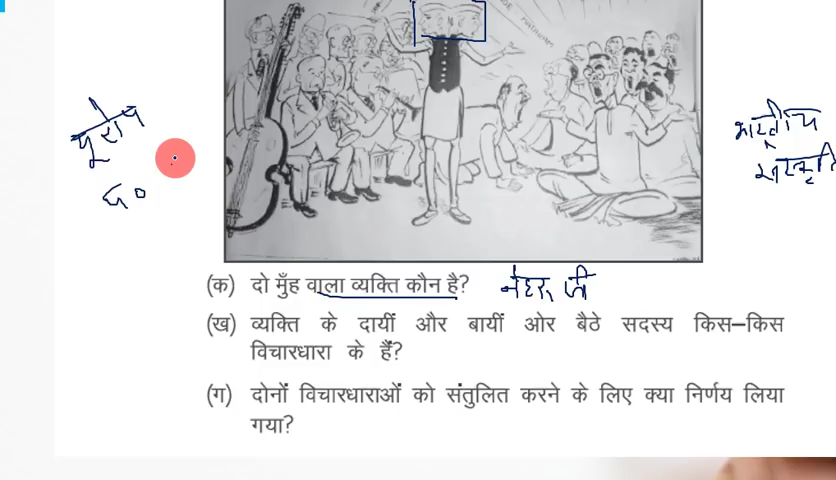 यूरोप
भारतीय
संस्कृति
(क) दो मुँह वाला व्यक्ति कौन है? नेहरू जी
(ख) व्यक्ति के दायीं और बायीं ओर बैठे सदस्य किस–किस
विचारधारा के हैं?
(ग) दोनों विचारधाराओं को संतुलित करने के लिए क्या निर्णय लिया
गया?